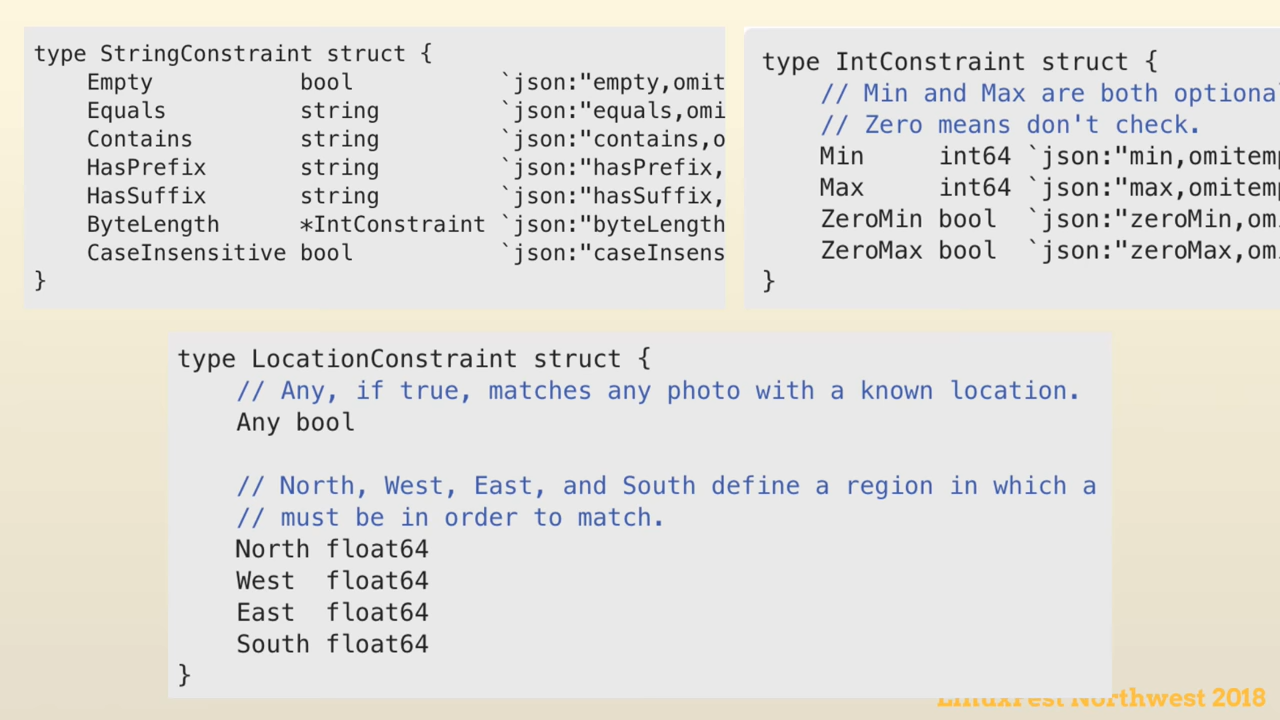 type StringConstraint struct {
    Empty           bool           `json:"empty,omit
    Equals          string         `json:"equals,omi
    Contains        string         `json:"contains,o
    HasPrefix       string         `json:"hasPrefix,
    HasSuffix       string         `json:"hasSuffix,
    ByteLength      *IntConstraint `json:"byteLength
    CaseInsensitive bool           `json:"caseInsens
}
type IntConstraint struct {
    // Min and Max are both optional
    // Zero means don't check.
    Min     int64 `json:"min,omitemp
    Max     int64 `json:"max,omitemp
    ZeroMin bool  `json:"zeroMin,om
    ZeroMax bool  `json:"zeroMax,om
}
type LocationConstraint struct {
    // Any, if true, matches any photo with a known location.
    Any bool
    // North, West, East, and South define a region in which a
    // must be in order to match.
    North float64
    West  float64
    East  float64
    South float64
}
LinuxFest Northwest 2018